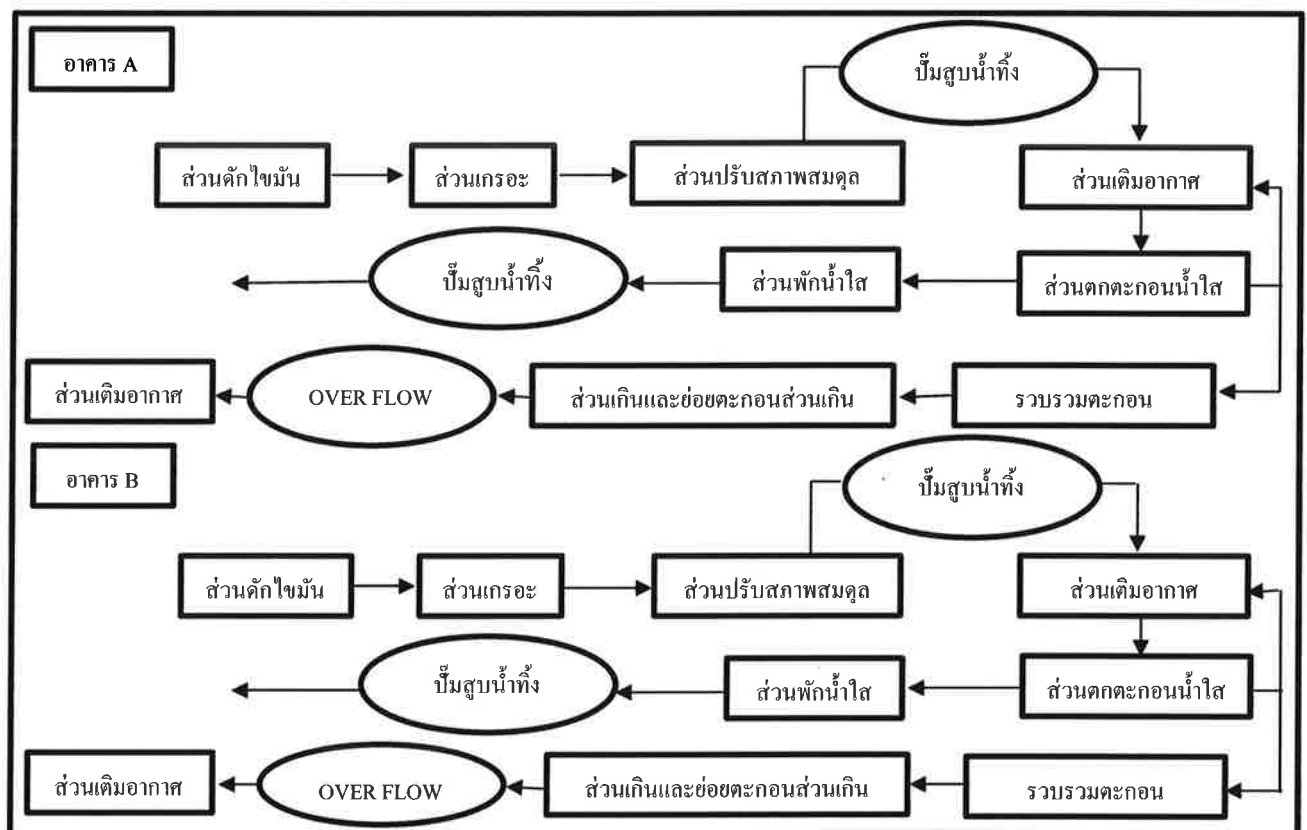 อาคาร A
ปั๊มสูบน้ำทิ้ง
ส่วนดักไขมัน
ส่วนเกรอะ
ส่วนปรับสภาพสมดุล
ส่วนเติมอากาศ
ปั๊มสูบน้ำทิ้ง
ส่วนพักน้ำใส
ส่วนตกตะกอนน้ำใส
ส่วนเติมอากาศ
OVER FLOW
ส่วนเกินและย่อยตะกอนส่วนเกิน
รวบรวมตะกอน
อาคาร B
ปั๊มสูบน้ำทิ้ง
ส่วนดักไขมัน
ส่วนเกรอะ
ส่วนปรับสภาพสมดุล
ส่วนเติมอากาศ
ปั๊มสูบน้ำทิ้ง
ส่วนพักน้ำใส
ส่วนตกตะกอนน้ำใส
ส่วนเติมอากาศ
OVER FLOW
ส่วนเกินและย่อยตะกอนส่วนเกิน
รวบรวมตะกอน